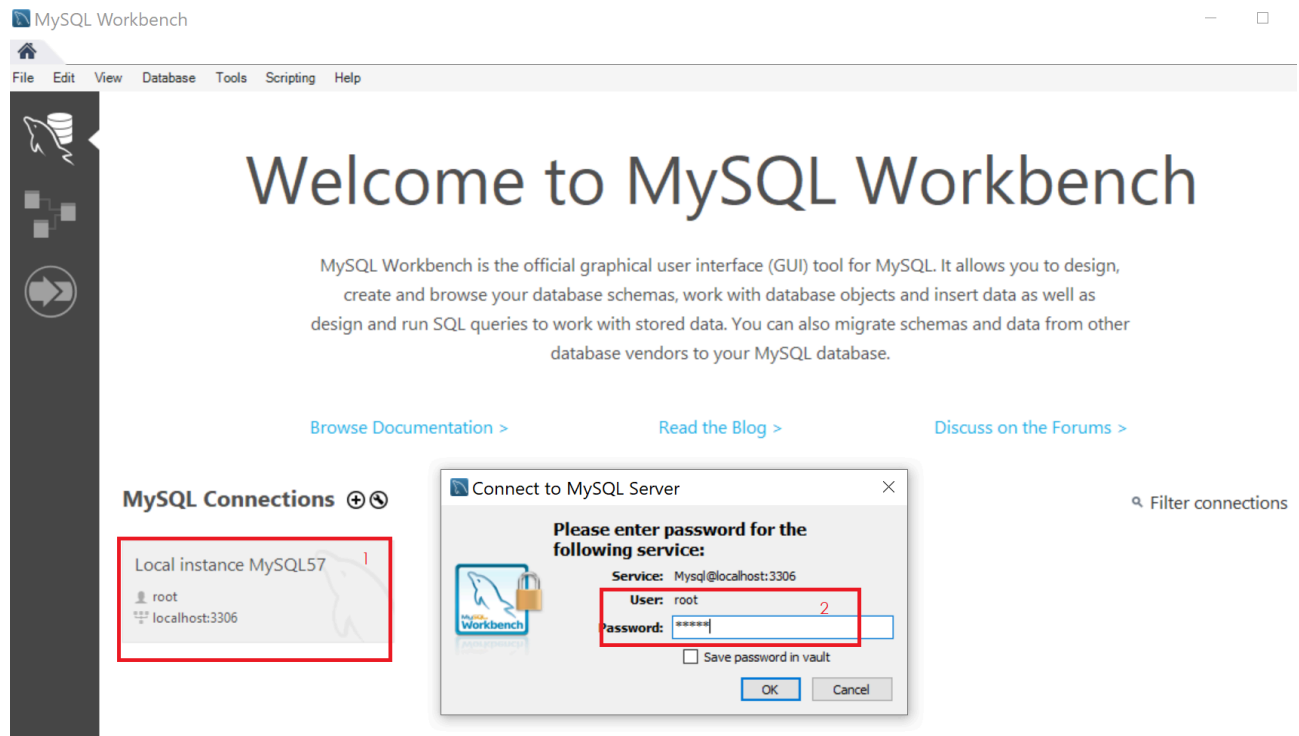 MySQL Workbench
File Edit View Database Tools Scripting Help
Welcome to MySQL Workbench
MySQL Workbench is the official graphical user interface (GUI) tool for MySQL. It allows you to design,
create and browse your database schemas, work with database objects and insert data as well as
design and run SQL queries to work with stored data. You can also migrate schemas and data from other
database vendors to your MySQL database.
Browse Documentation > Read the Blog > Discuss on the Forums >
MySQL Connections
Filter connections
Local instance MySQL57 1
root
localhost:3306
Connect to MySQL Server
Please enter password for the
following service:
Service: Mysql@localhost:3306
User: root
2
Password: *****
Save password in vault
OK Cancel
MySQL
Workbench